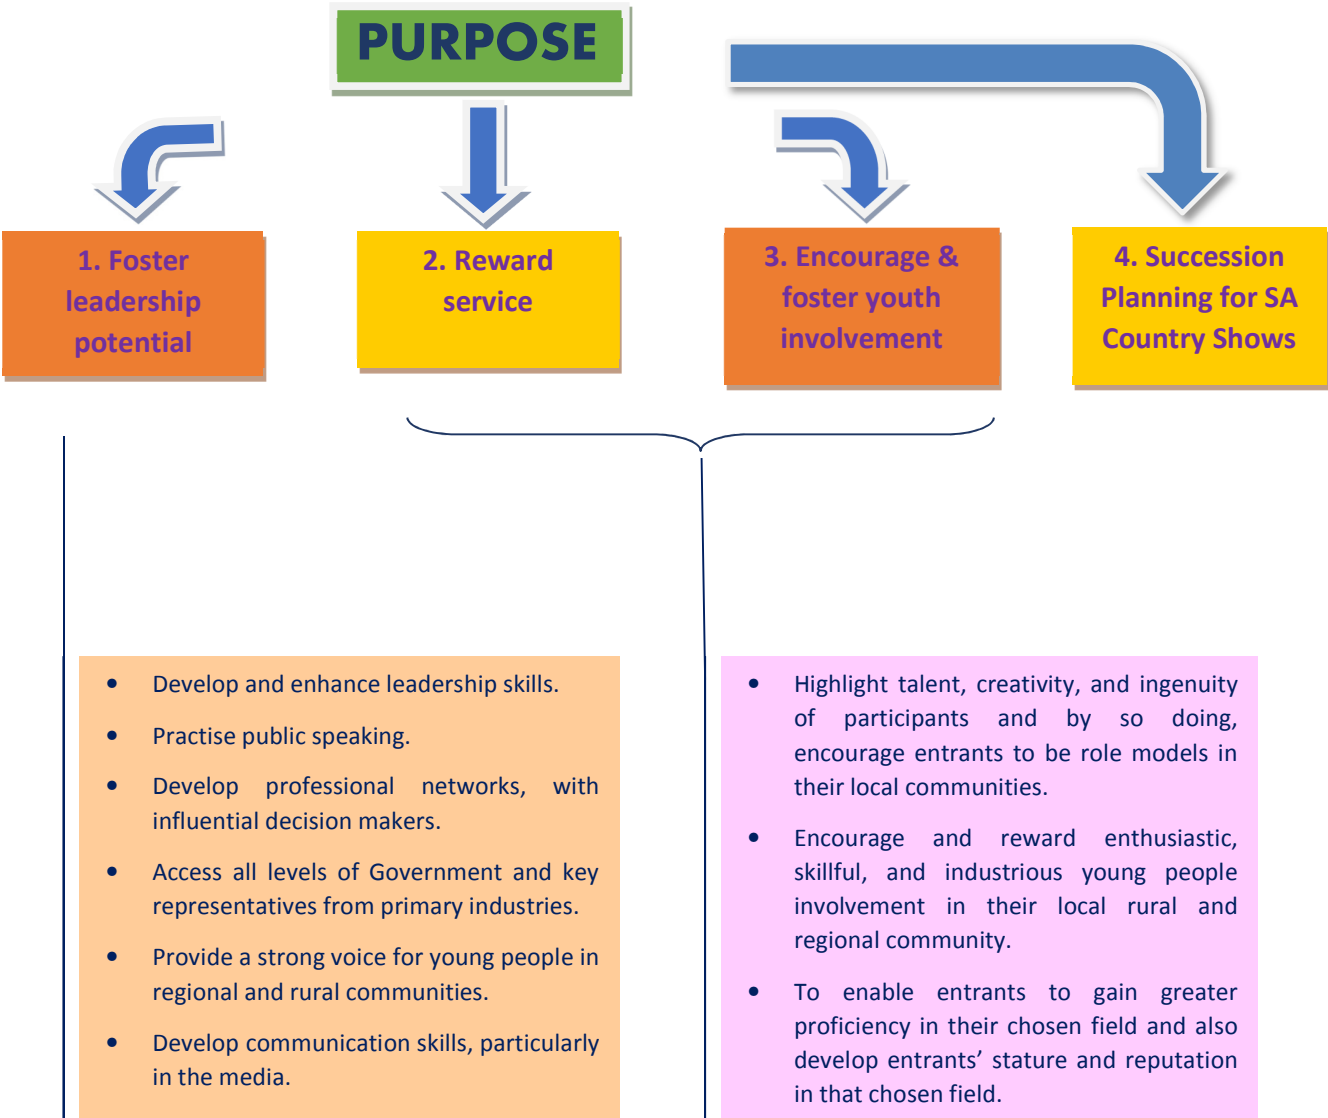 PURPOSE
1. Foster
leadership
potential
2. Reward
service
3. Encourage &
foster youth
involvement
4. Succession
Planning for SA
Country Shows
• Develop and enhance leadership skills.
• Practise public speaking.
• Develop professional networks, with
influential decision makers.
• Access all levels of Government and key
representatives from primary industries.
• Provide a strong voice for young people in
regional and rural communities.
• Develop communication skills, particularly
in the media.
• Highlight talent, creativity, and ingenuity
of participants and by so doing,
encourage entrants to be role models in
their local communities.
• Encourage and reward enthusiastic,
skillful, and industrious young people
involvement in their local rural and
regional community.
• To enable entrants to gain greater
proficiency in their chosen field and also
develop entrants’ stature and reputation
in that chosen field.